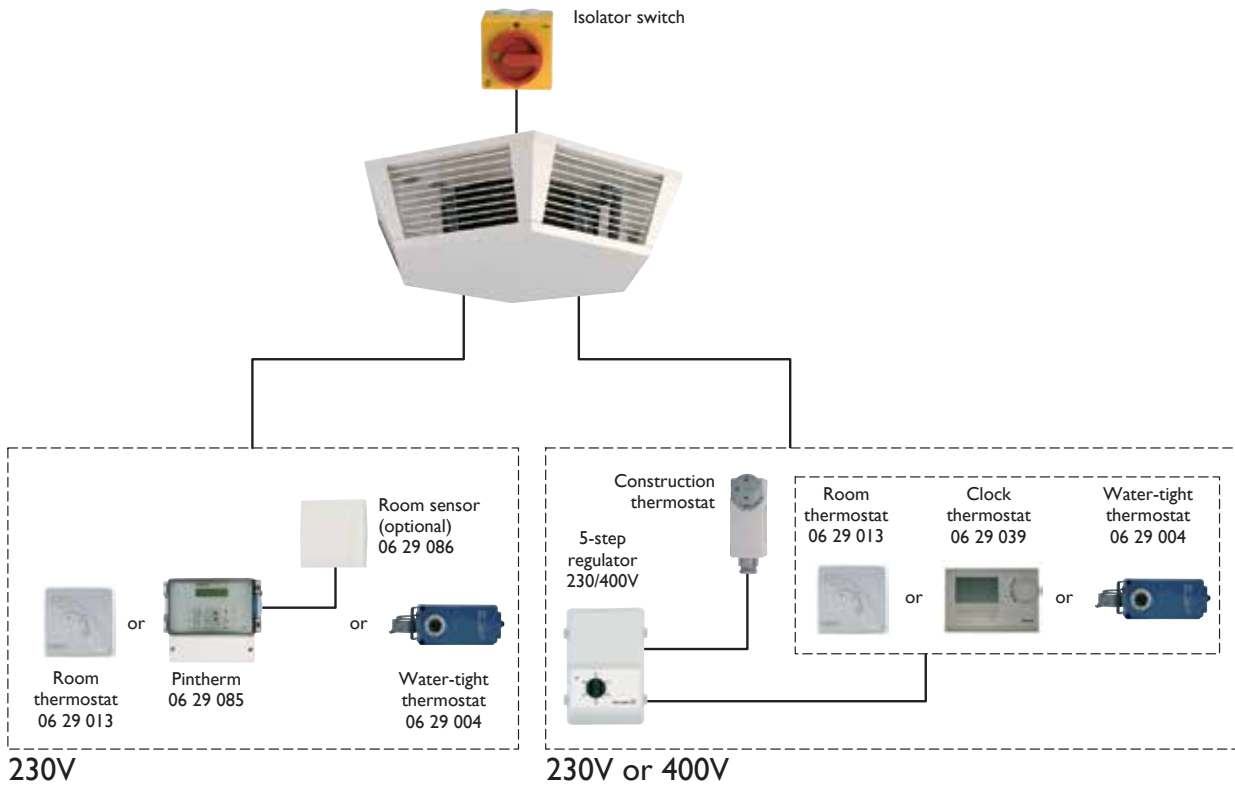 Isolator switch
Room sensor
(optional)
06 29 086
or
or
Room
thermostat
06 29 013
Pintherm
06 29 085
Water-tight
thermostat
06 29 004
230V
Construction
thermostat
5-step
regulator
230/400V
Room
thermostat
06 29 013
Clock
thermostat
06 29 039
Water-tight
thermostat
06 29 004
or
or
230V or 400V